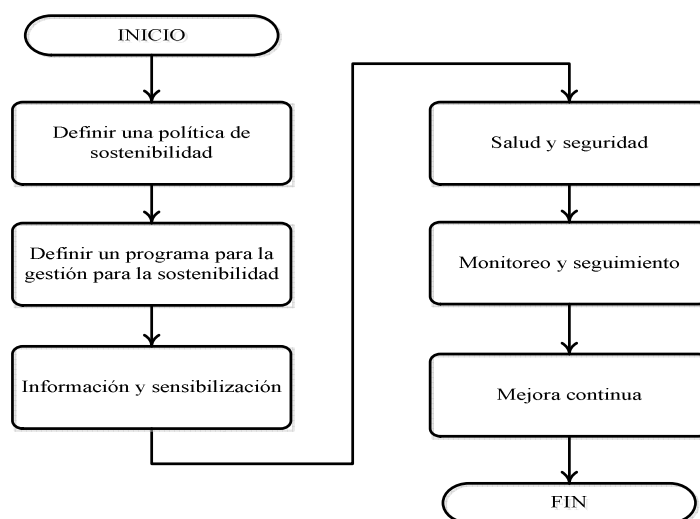 INICIO
Definir una política de
sostenibilidad
Definir un programa para la
gestión para la sostenibilidad
Información y sensibilización
Salud y seguridad
Monitoreo y seguimiento
Mejora continua
FIN